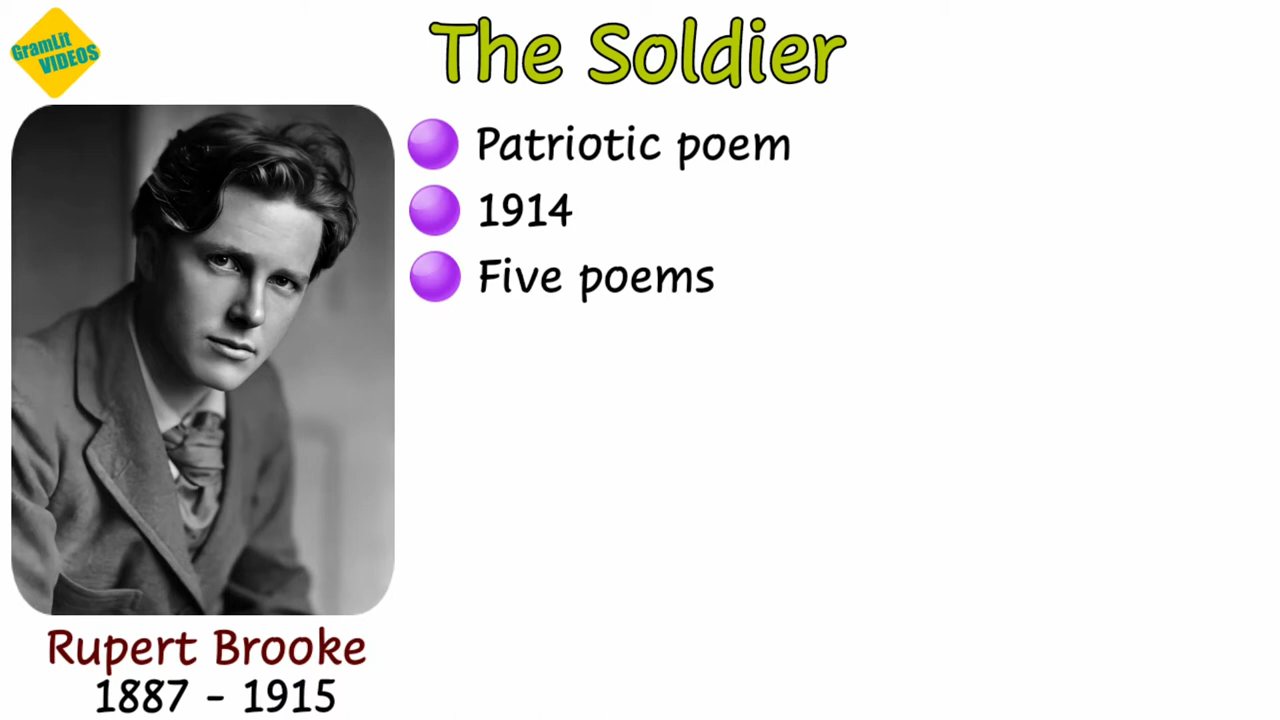 GramLit
VIDEOS
The Soldier
Patriotic poem
1914
Five poems
Rupert Brooke
1887 - 1915